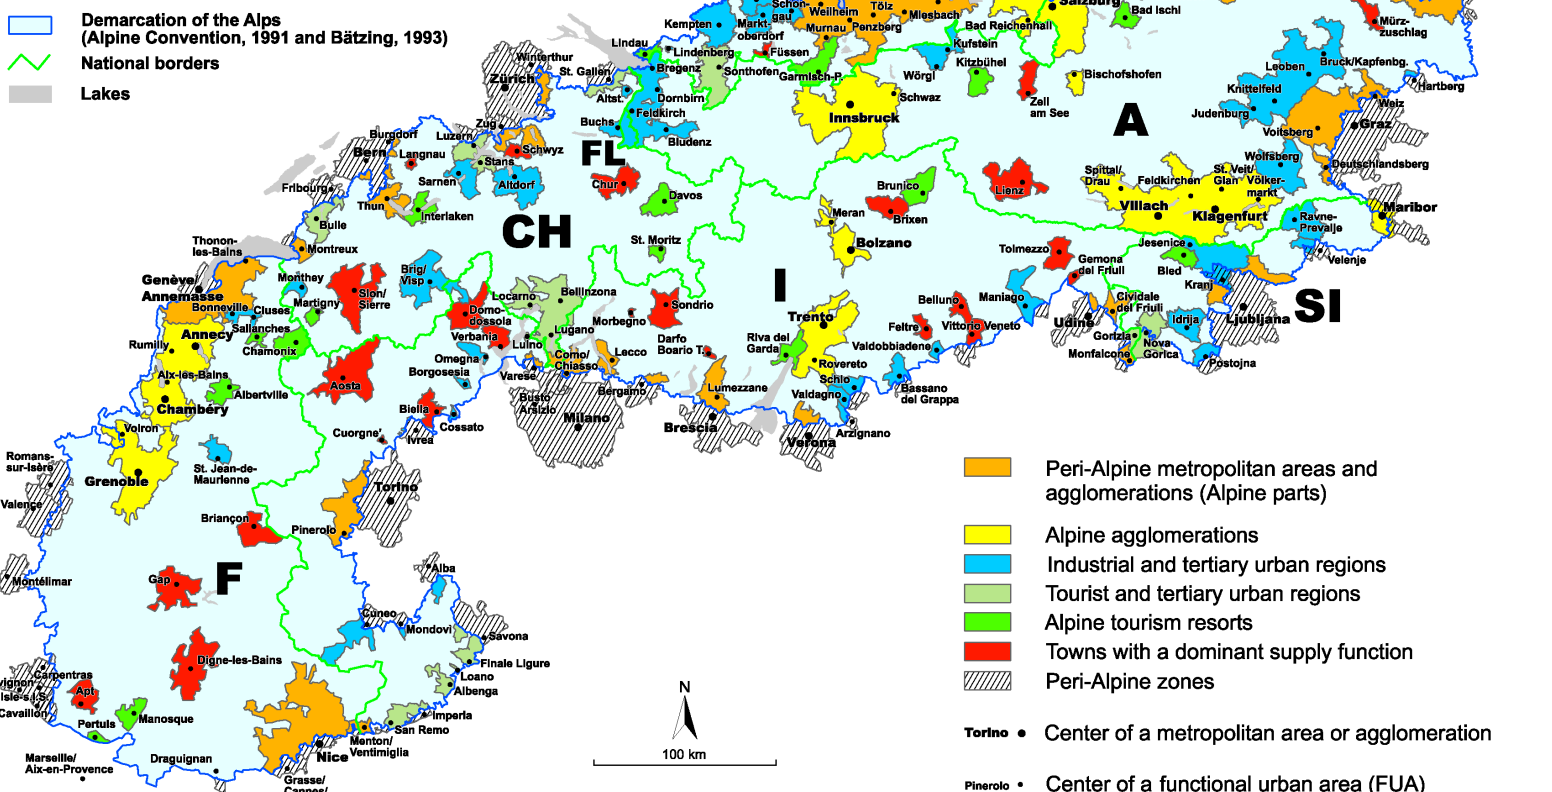 Demarcation of the Alps
(Alpine Convention, 1991 and Bätzing, 1993)
National borders
Lakes
Kempten
Markt-
oberdorf
Schon-
gau
Weilheim
Murnau
Tölz
Penzberg
Miesbach
Bad Reichenhall
Salzburg
Bad Ischl
Mürz-
zuschlag
Lindau
Lindenberg
Füssen
Sonthofen
Garmisch-P.
Kufstein
Wörgl
Kitzbühel
Zell
am See
Bischofshofen
Leoben
Bruck/Kapfenbg.
Knittelfeld
Judenburg
Hartberg
Weiz
Voitsberg
Graz
Winterthur
Zürich
St. Gallen
Bregenz
Altst.
Dornbirn
Feldkirch
Buchs
Bludenz
Innsbruck
Schwaz
A
Deutschlandsberg
Wolfsberg
Burgdorf
Bern
Luzern
Zug
Langnau
Schwyz
Stans
FL
Sarnen
Altdorf
Chur
Fribourg
Thun
Interlaken
Davos
Brunico
Brixen
Lienz
Spittal/
Drau
Feldkirchen
St. Veit/
Glan
Völker-
markt
Villach
Klagenfurt
Maribor
Bulle
CH
Meran
Bolzano
Ravne-
Prevalje
Thonon-
les-Bains
Montreux
St. Moritz
Tolmezzo
Jesenice
Velenje
Genève/
Annemasse
Monthey
Brig/
Visp
Sion/
Sierre
Gemona
del Friuli
Bled
Kranj
Bonneville
Cluses
Martigny
Locarno
Bellinzona
I
Sondrio
Morbegno
Maniago
Cividale
del Friuli
Ljubljana
SI
Annecy
Sallanches
Chamonix
Domo-
dossola
Verbania
Lugano
Luino
Trento
Belluno
Feltre
Vittorio Veneto
Udine
Idrija
Rumilly
Omegna
Como/
Chiasso
Lecco
Darfo
Boario T.
Riva del
Garda
Rovereto
Valdobbiadene
Gorizia
Nova
Gorica
Monfalcone
Postojna
Aix-les-Bains
Albertville
Aosta
Borgosesia
Varese
Bergamo
Lumezzane
Schio
Valdagno
Bassano
del Grappa
Chambéry
Biella
Cossato
Busto
Arsizio
Milano
Brescia
Verona
Arzignano
Voiron
Cuorgne'
Ivrea
Romans-
sur-Isère
Grenoble
St. Jean-de-
Maurienne
Torino
Valence
Briançon
Pinerolo
Montélimar
Gap
F
Alba
Cuneo
Mondovì
Savona
Digne-les-Bains
Finale Ligure
Loano
Albenga
Carpentras
Isle-s.l.S.
Cavaillon
Apt
Pertuis
Manosque
Imperia
San Remo
Menton/
Ventimiglia
Marseille/
Aix-en-Provence
Draguignan
Nice
Grasse/
Cannes/
N
100 km
Peri-Alpine metropolitan areas and
agglomerations (Alpine parts)
Alpine agglomerations
Industrial and tertiary urban regions
Tourist and tertiary urban regions
Alpine tourism resorts
Towns with a dominant supply function
Peri-Alpine zones
Torino Center of a metropolitan area or agglomeration
Pinerolo Center of a functional urban area (FUA)